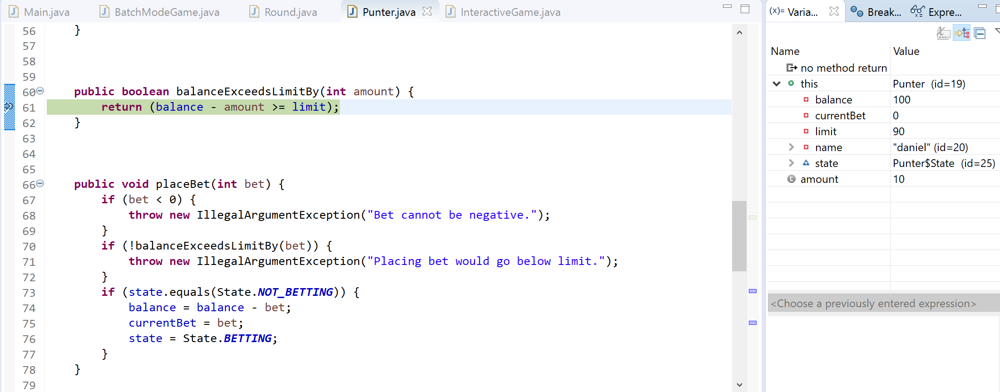 Main.java BatchModeGame.java Round.java Punter.java InteractiveGame.java
56 }
57
58
59
60 public boolean balanceExceedsLimitBy(int amount) {
61 return (balance - amount >= limit);
62 }
63
64
65
66 public void placeBet(int bet) {
67 if (bet < 0) {
68 throw new IllegalArgumentException("Bet cannot be negative.");
69 }
70 if (!balanceExceedsLimitBy(bet)) {
71 throw new IllegalArgumentException("Placing bet would go below limit.");
72 }
73 if (state.equals(State.NOT_BETTING)) {
74 balance = balance - bet;
75 currentBet = bet;
76 state = State.BETTING;
77 }
78 }
79
(x)= Varia... Break... Expre...
Name Value
no method return
this Punter (id=19)
balance 100
currentBet 0
limit 90
name "daniel" (id=20)
state Punter$State (id=25)
amount 10
<Choose a previously entered expression>